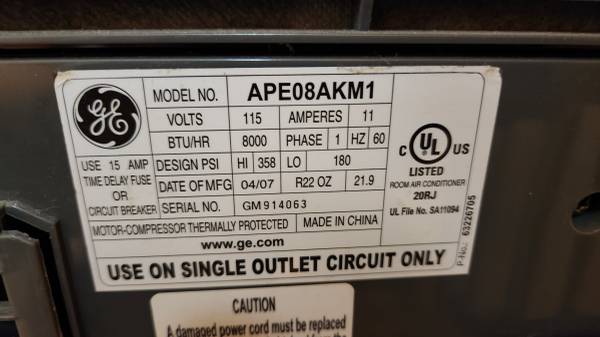 GE
MODEL NO. APE08AKM1
VOLTS 115 AMPERES 11
BTU/HR 8000 PHASE 1 HZ 60
USE 15 AMP
TIME DELAY FUSE
OR
CIRCUIT BREAKER
DESIGN PSI HI 358 LO 180
DATE OF MFG 04/07 R22 OZ 21.9
SERIAL NO. GM914063
MOTOR-COMPRESSOR THERMALLY PROTECTED MADE IN CHINA
www.ge.com
C UL US
LISTED
ROOM AIR CONDITIONER
20RJ
UL File No. SA11094
P-No.: 63226705
USE ON SINGLE OUTLET CIRCUIT ONLY
CAUTION
A damaged power cord must be replaced